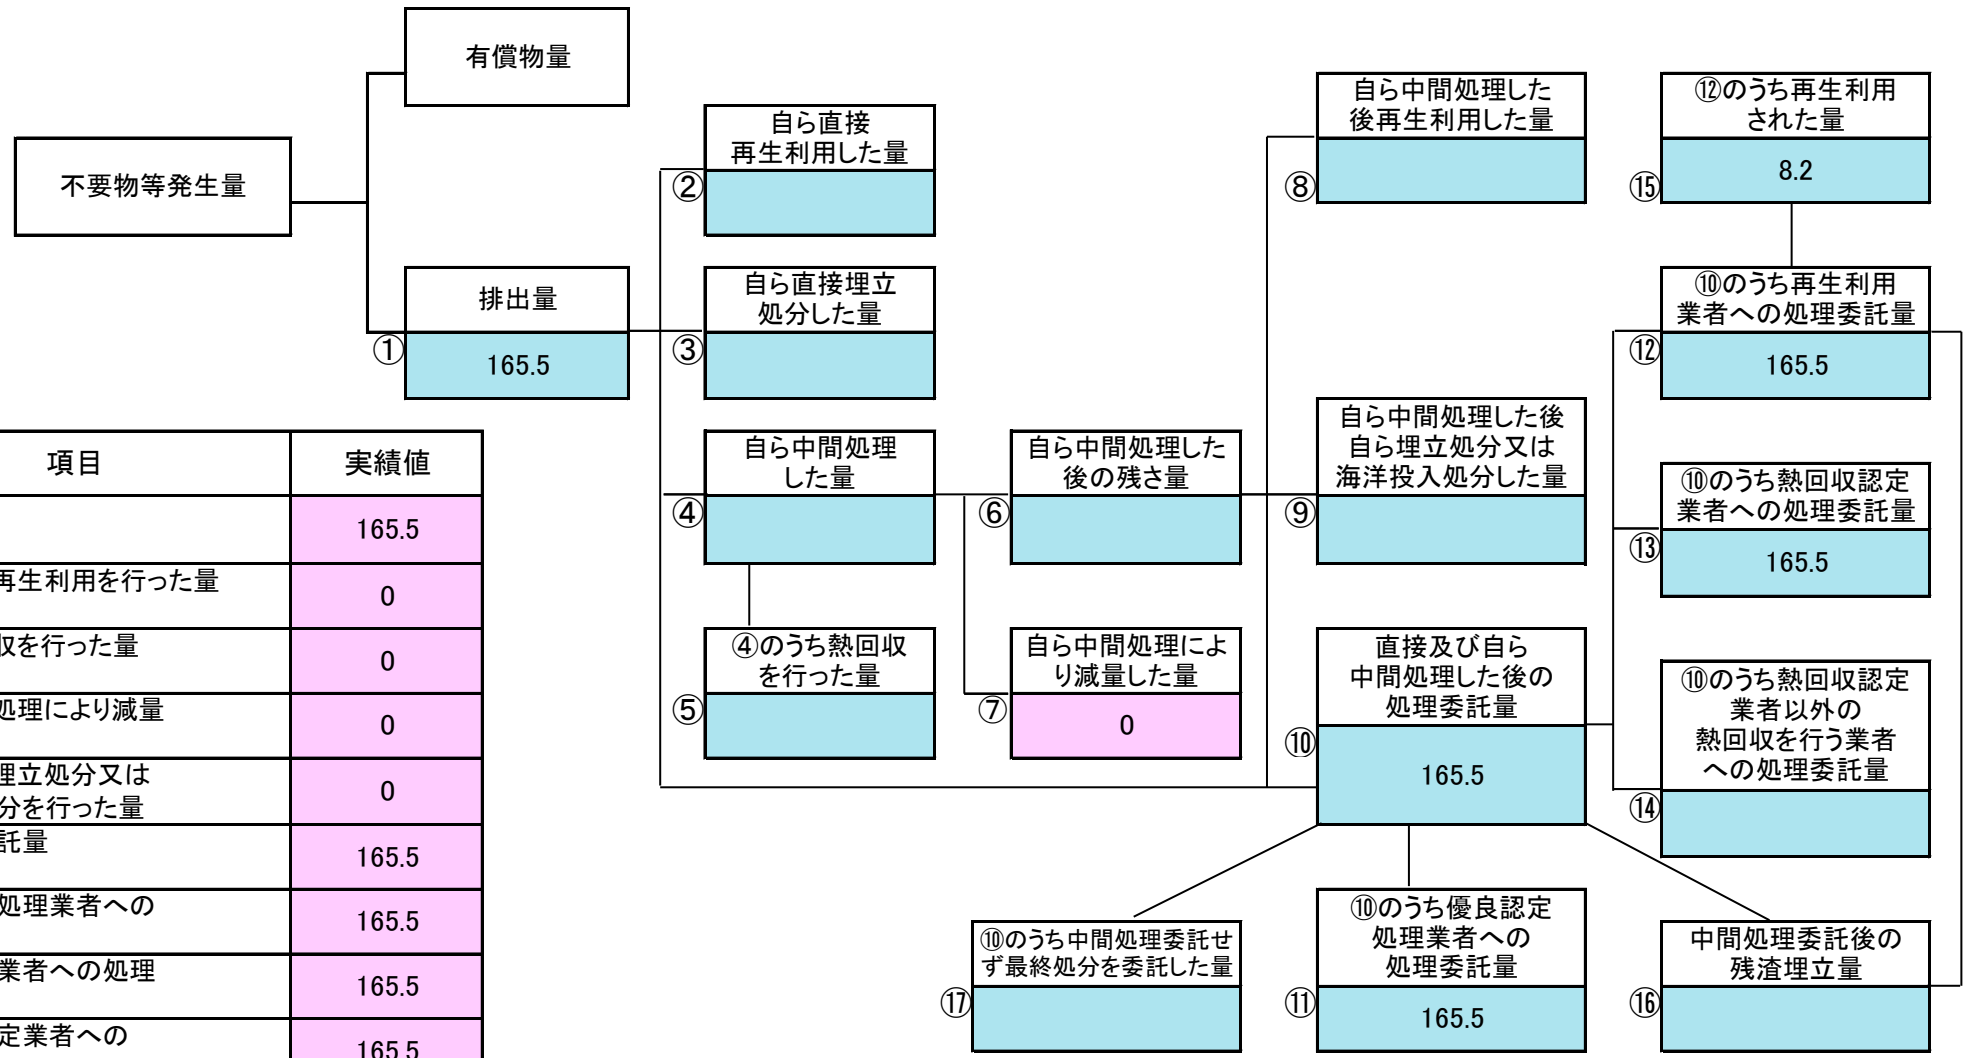 有償物量
不要物等発生量
排出量
①
165.5
自ら直接
再生利用した量
②
自ら直接埋立
処分した量
③
自ら中間処理
した量
④
④のうち熱回収
を行った量
⑤
自ら中間処理した
後の残さ量
⑥
自ら中間処理によ
り減量した量
⑦
0
自ら中間処理した
後再生利用した量
⑧
自ら中間処理した後
自ら埋立処分又は
海洋投入処分した量
⑨
直接及び自ら
中間処理した後の
処理委託量
⑩
165.5
⑫のうち再生利用
された量
⑮
8.2
⑩のうち再生利用
業者への処理委託量
⑫
165.5
⑩のうち熱回収認定
業者への処理委託量
⑬
165.5
⑩のうち熱回収認定
業者以外の
熱回収を行う業者
への処理委託量
⑭
⑩のうち中間処理委託せ
ず最終処分を委託した量
⑰
⑩のうち優良認定
処理業者への
処理委託量
⑪
165.5
中間処理委託後の
残渣埋立量
⑯
項目 実績値
165.5
再生利用を行った量 0
収を行った量 0
処理により減量 0
埋立処分又は
分を行った量 0
託量 165.5
処理業者への 165.5
業者への処理 165.5
定業者への 165.5